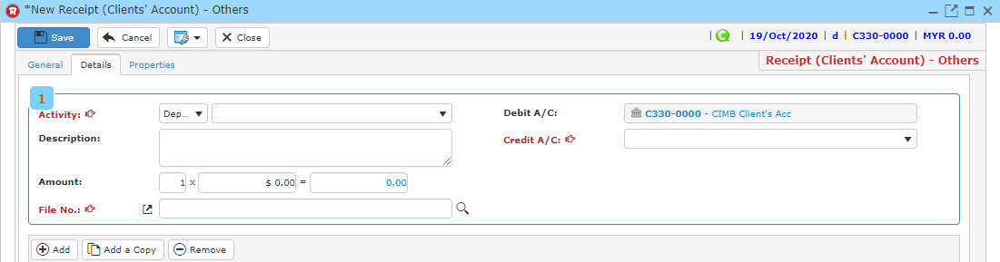 *New Receipt (Clients' Account) - Others
Save Cancel Close | C | 19/Oct/2020 | d | C330-0000 | MYR 0.00
General Details Properties Receipt (Clients' Account) - Others
1
Activity: Dep... Debit A/C: C330-0000 - CIMB Client's Acc
Description: Credit A/C:
Amount: 1 x $ 0.00 = 0.00
File No.:
Add Add a Copy Remove